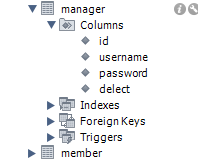 manager
Columns
id
username
password
delect
Indexes
Foreign Keys
Triggers
member